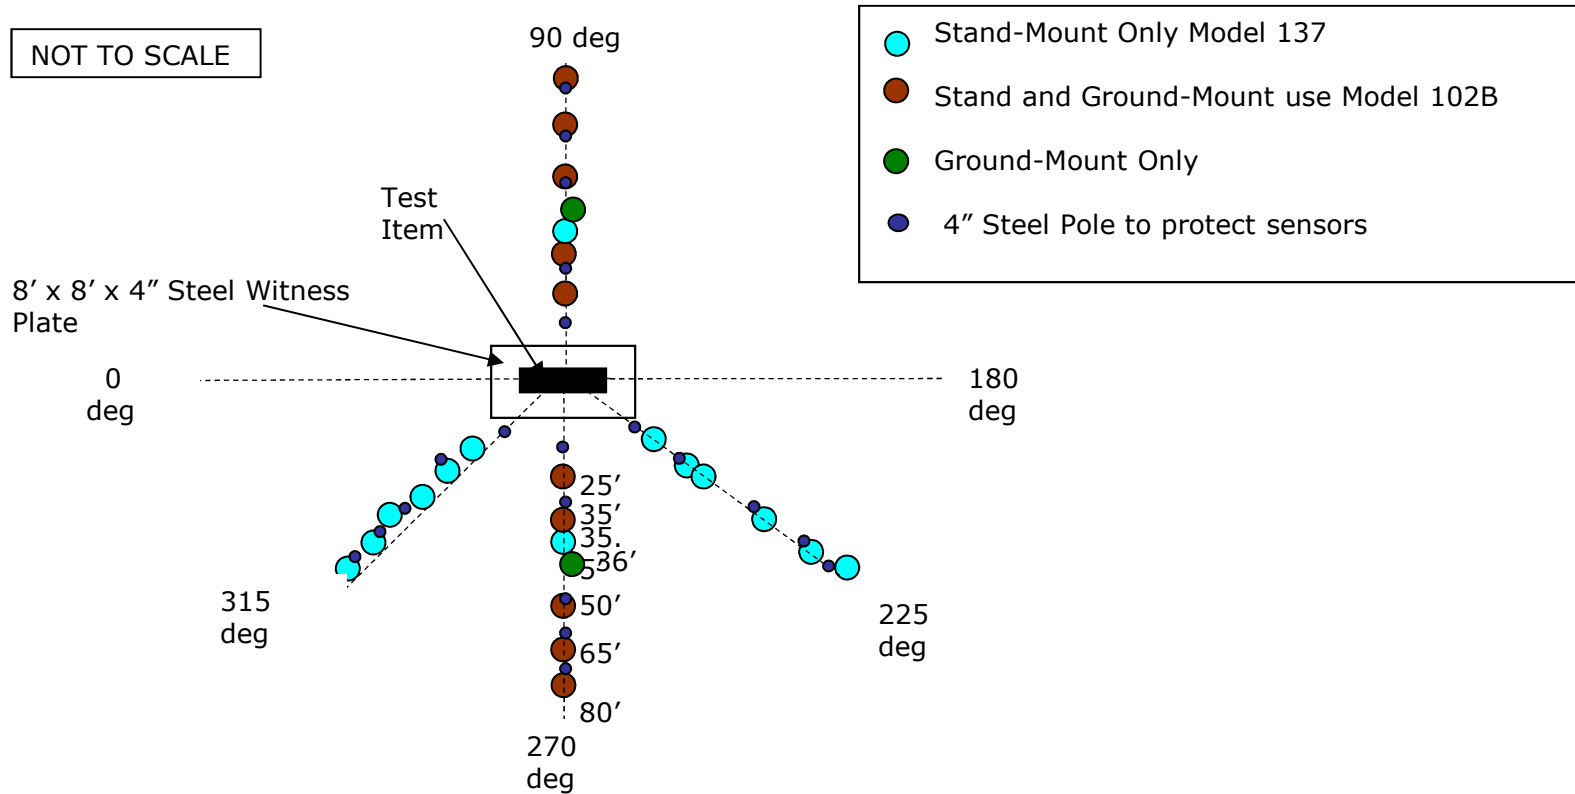 NOT TO SCALE
90 deg
Stand-Mount Only Model 137
Stand and Ground-Mount use Model 102B
Ground-Mount Only
4” Steel Pole to protect sensors
Test
Item
8’ x 8’ x 4” Steel Witness
Plate
0
deg
180
deg
25’
35’
35.
5
36’
50’
65’
80’
315
deg
225
deg
270
deg